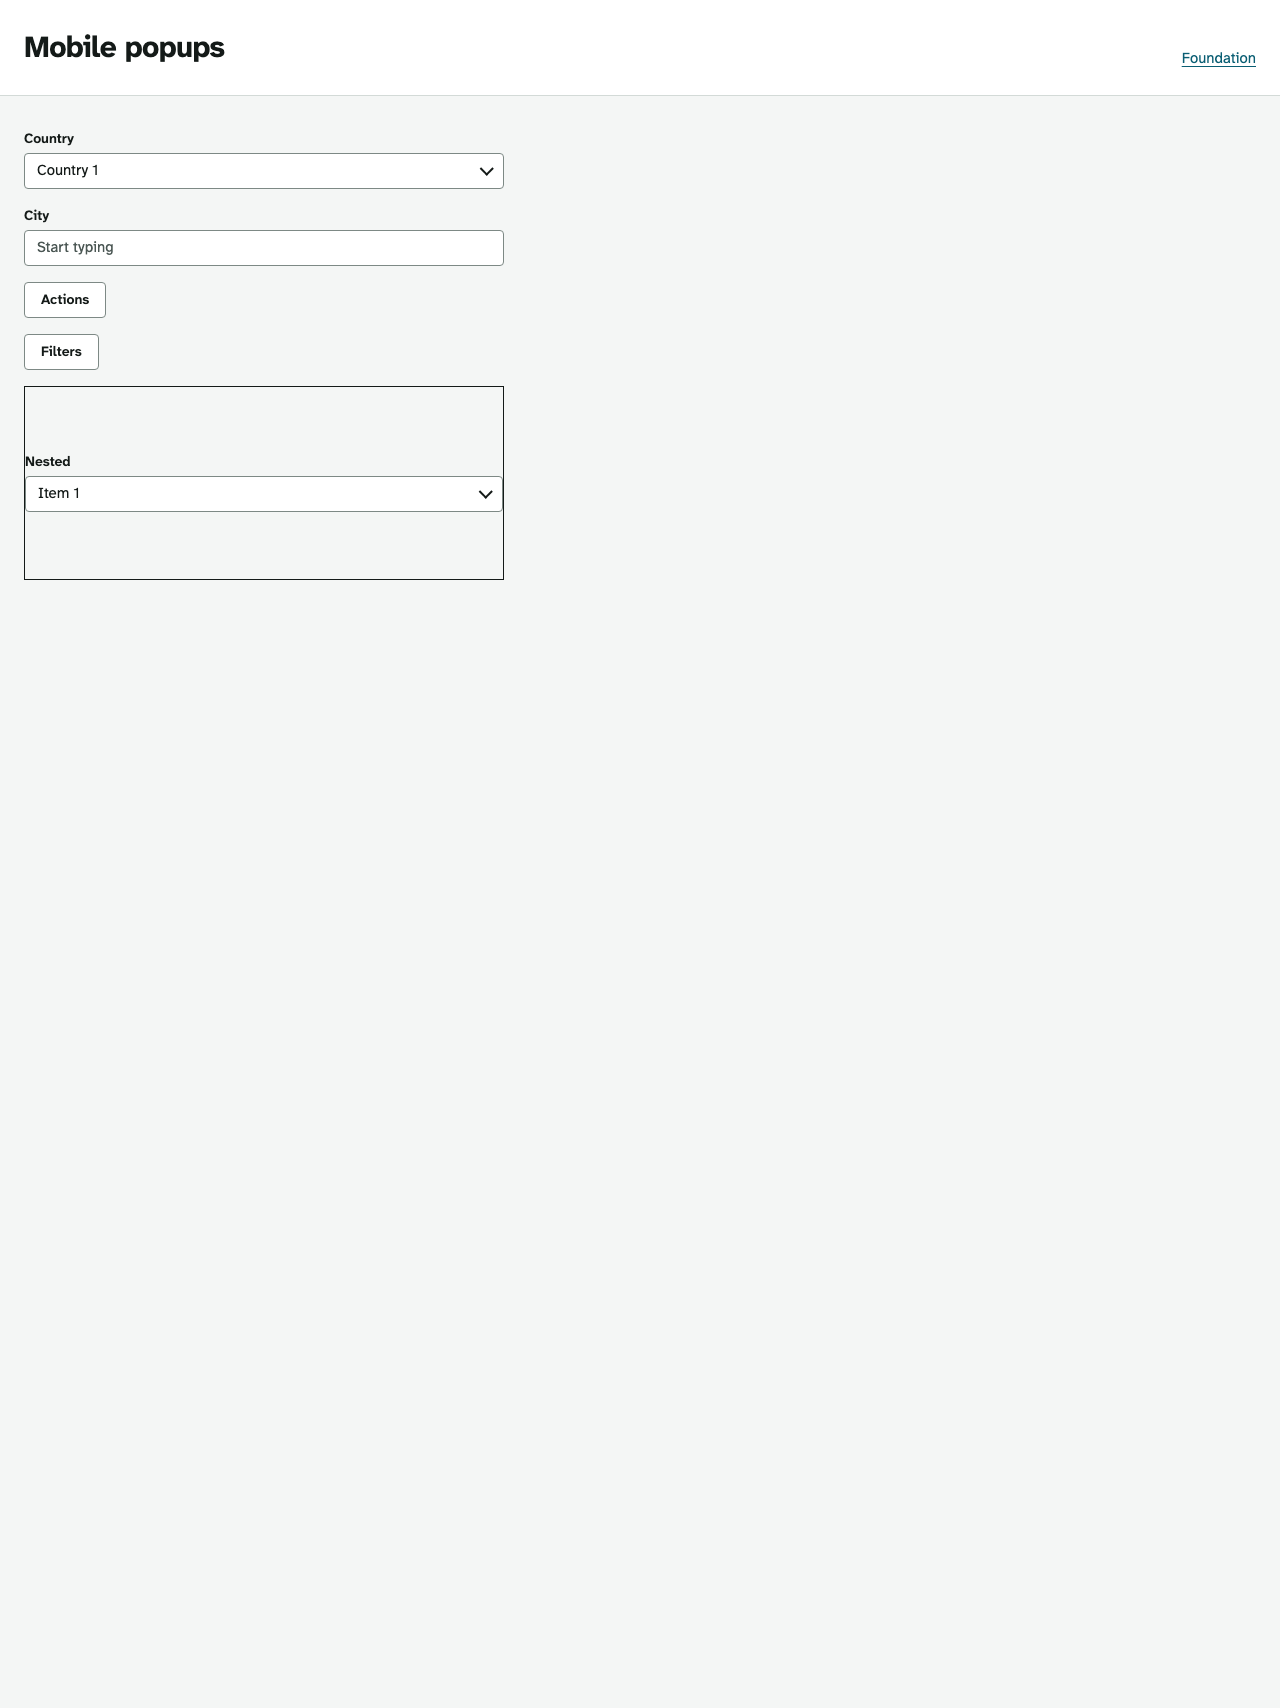 Mobile popups
Foundation
Country
Country 1
City
Start typing
Actions
Filters
Nested
Item 1